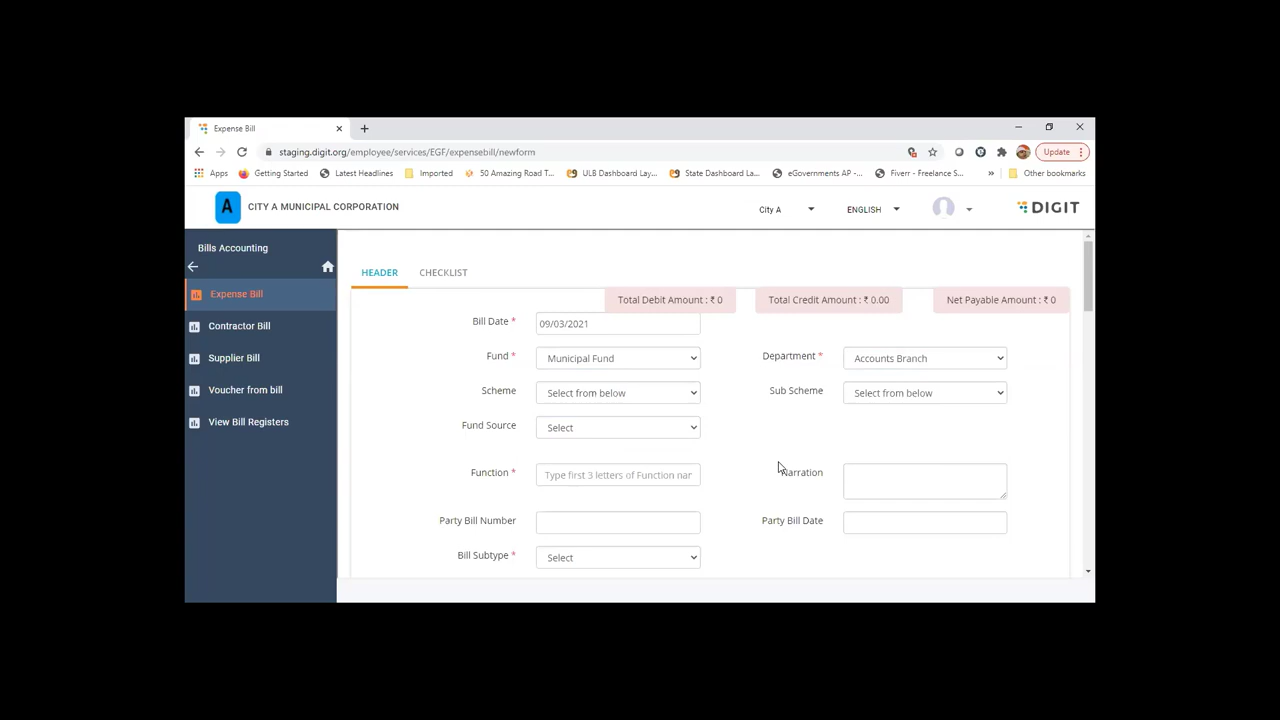 Expense Bill
staging.digit.org/employee/services/EGF/expensebill/newform
Update
Apps Getting Started Latest Headlines Imported 50 Amazing Road T... ULB Dashboard Lay... State Dashboard La... eGovernments AP -... Fiverr - Freelance S... » Other bookmarks
A CITY A MUNICIPAL CORPORATION City A ENGLISH DIGIT
Bills Accounting
Expense Bill
Contractor Bill
Supplier Bill
Voucher from bill
View Bill Registers
HEADER CHECKLIST
Total Debit Amount : ₹ 0 Total Credit Amount : ₹ 0.00 Net Payable Amount : ₹ 0
Bill Date * 09/03/2021
Fund * Municipal Fund Department * Accounts Branch
Scheme Select from below Sub Scheme Select from below
Fund Source Select
Function * Type first 3 letters of Function nar Narration
Party Bill Number Party Bill Date
Bill Subtype * Select